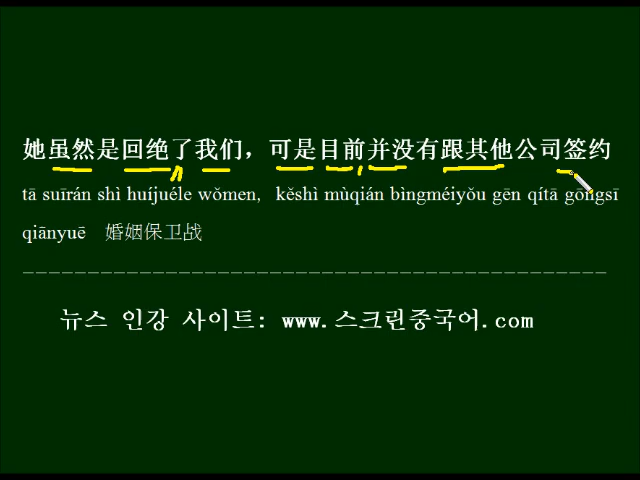 她虽然是回绝了我们，可是目前并没有跟其他公司签约
tā suīrán shì huíjuéle wǒmen, kěshì mùqián bìngméiyǒu gēn qítā gōngsī
qiānyuē 婚姻保卫战
뉴스 인강 사이트: www.스크린중국어.com